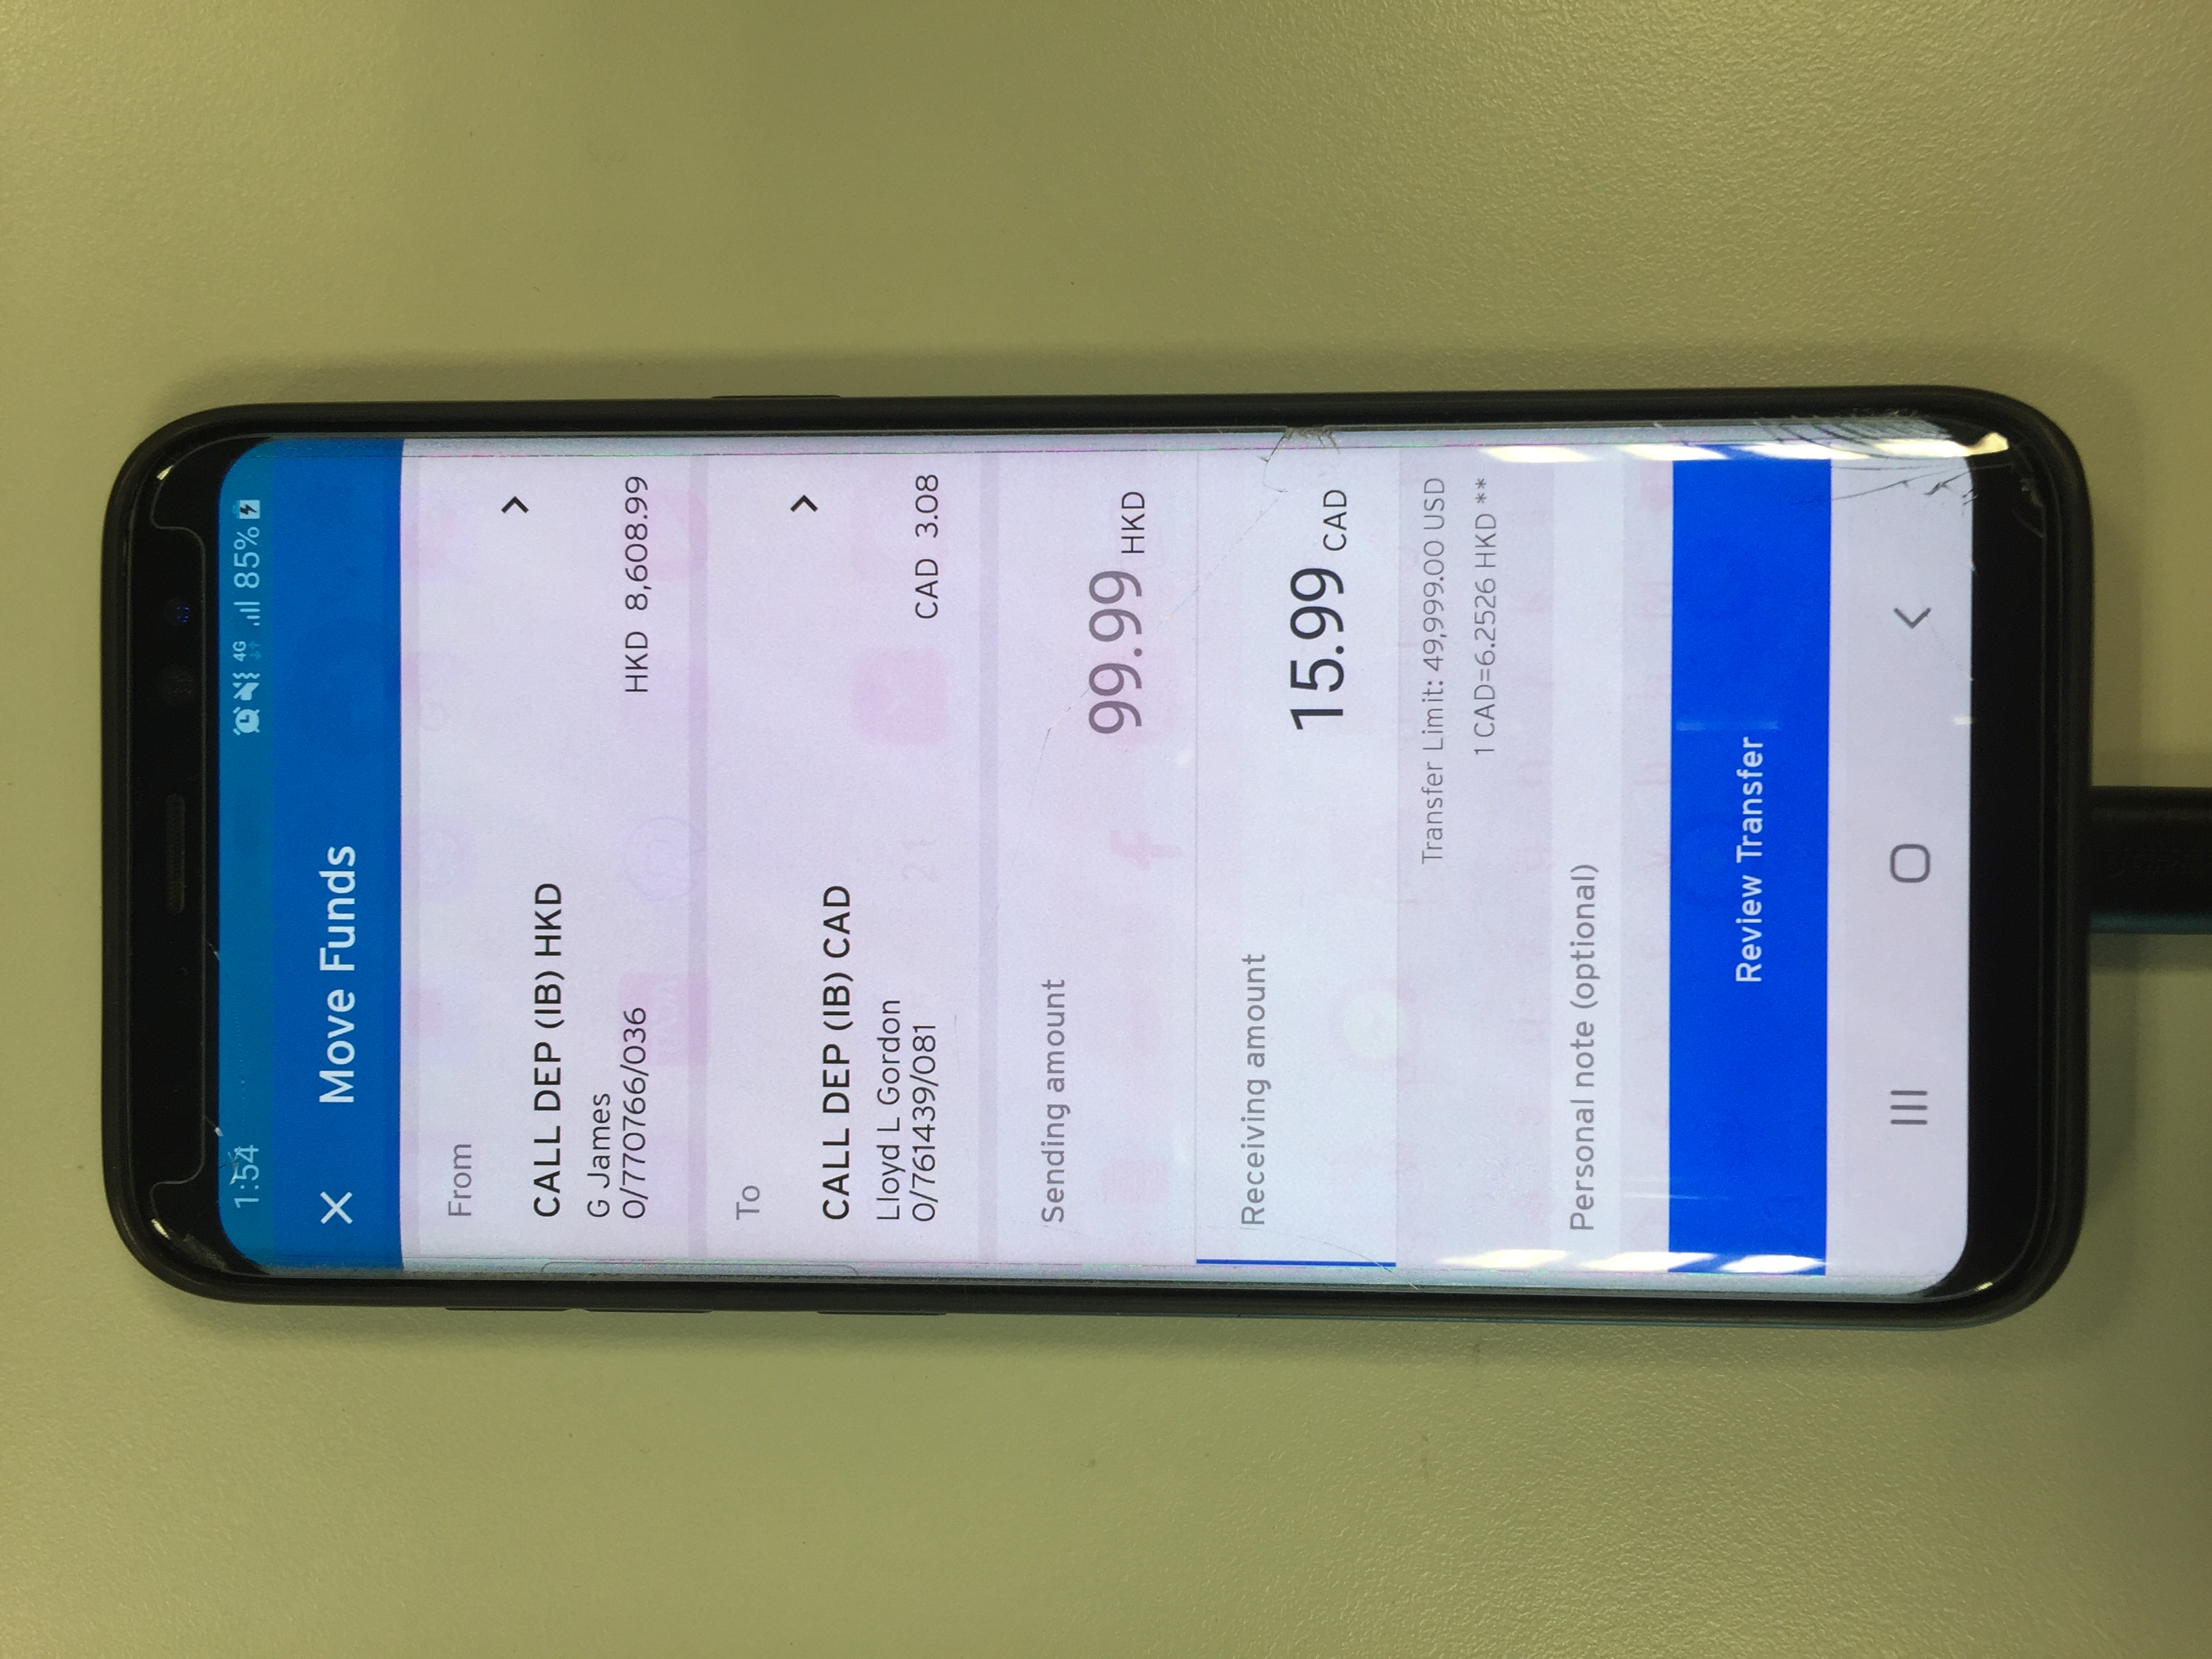 1:54 4G 85%
Move Funds
From
CALL DEP (IB) HKD
G James
0/770766/036 HKD 8,608.99
To
CALL DEP (IB) CAD
Lloyd L Gordon
0/761439/081 CAD 3.08
Sending amount
99.99 HKD
Receiving amount
15.99 CAD
Transfer Limit: 49,999.00 USD
1 CAD=6.2526 HKD **
Personal note (optional)
Review Transfer